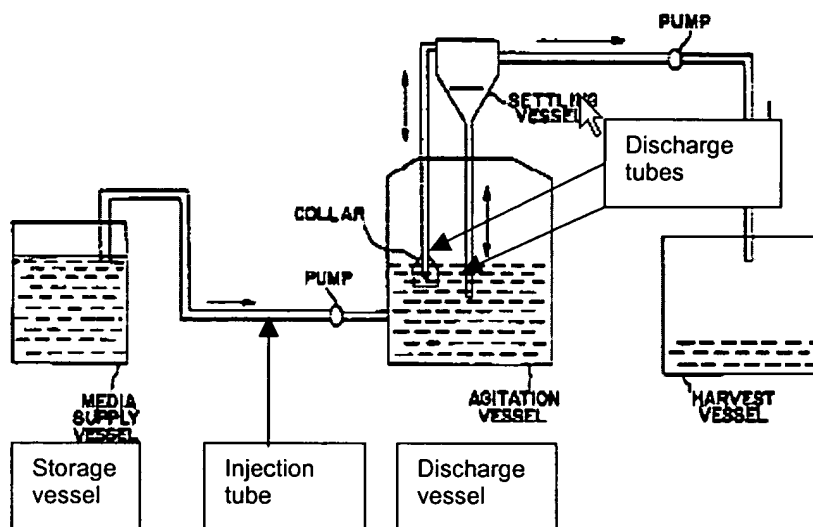 PUMP
SETTLING
VESSEL
Discharge
tubes
COLLAR
PUMP
MEDIA
SUPPLY
VESSEL
AGITATION
VESSEL
HARVEST
VESSEL
Storage
vessel
Injection
tube
Discharge
vessel